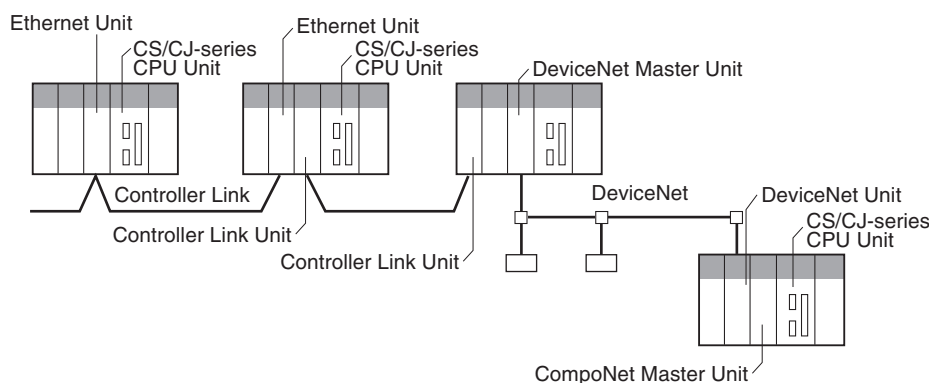 Ethernet Unit
CS/CJ-series
CPU Unit
Ethernet Unit
CS/CJ-series
CPU Unit
DeviceNet Master Unit
Controller Link
Controller Link Unit
Controller Link Unit
DeviceNet
DeviceNet Unit
CS/CJ-series
CPU Unit
CompoNet Master Unit